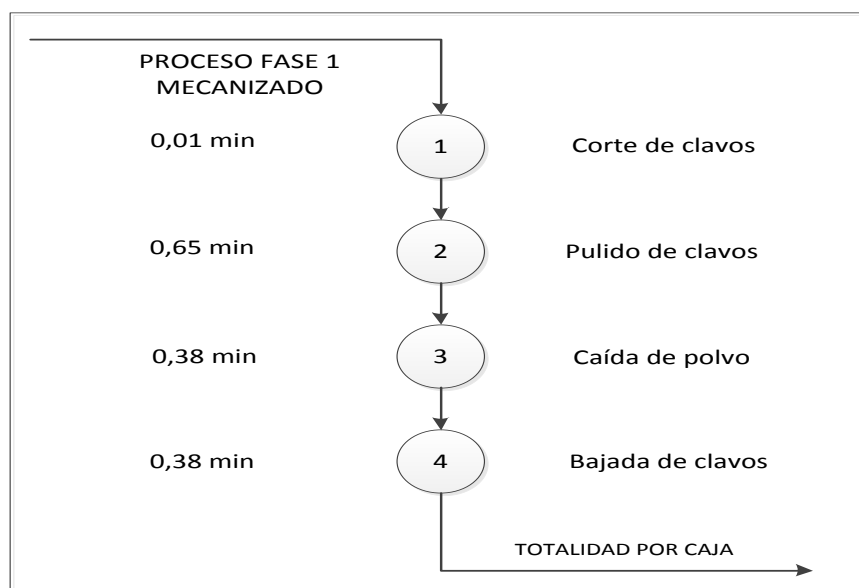 PROCESO FASE 1
MECANIZADO
0,01 min
1
Corte de clavos
0,65 min
2
Pulido de clavos
0,38 min
3
Caída de polvo
0,38 min
4
Bajada de clavos
TOTALIDAD POR CAJA